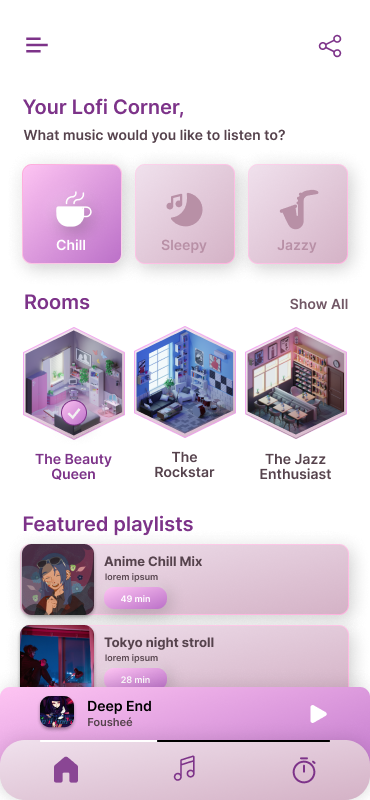 Your Lofi Corner,
What music would you like to listen to?
Chill
Sleepy
Jazzy
Rooms
Show All
The Beauty
Queen
The
Rockstar
The Jazz
Enthusiast
Featured playlists
Anime Chill Mix
lorem ipsum
49 min
Tokyo night stroll
lorem ipsum
28 min
Deep End
Fousheé